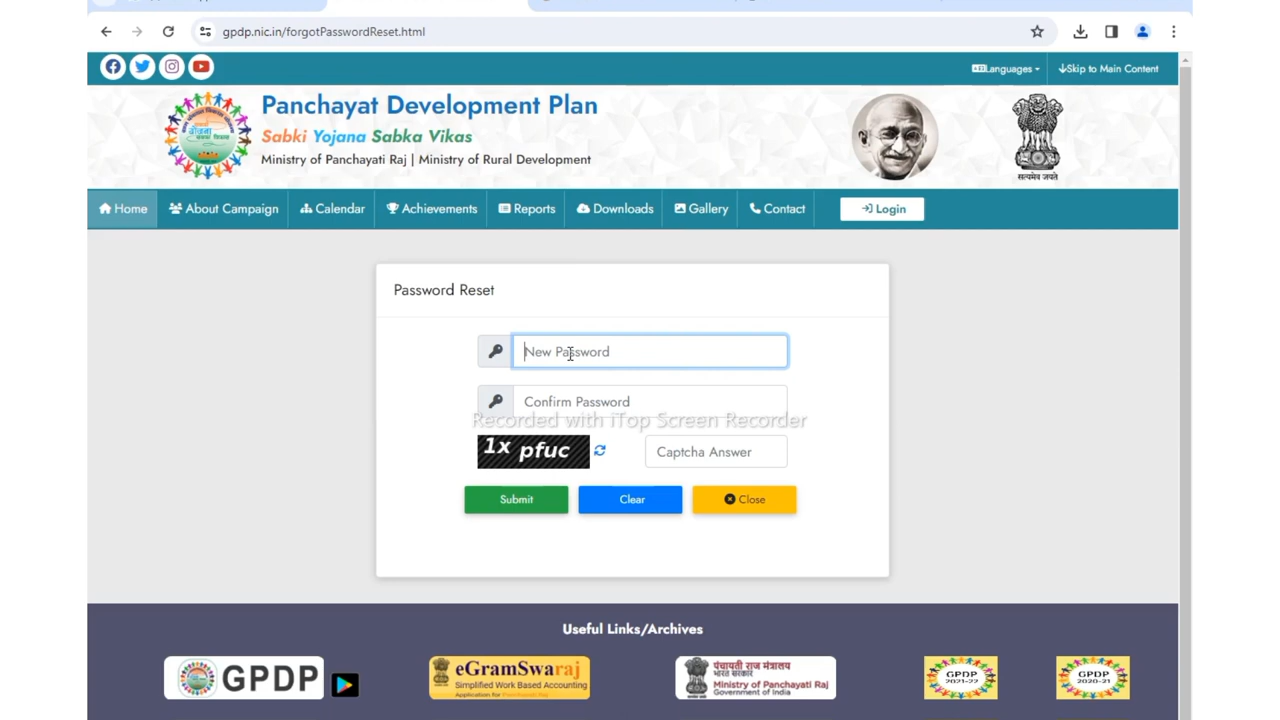 gpdp.nic.in/forgotPasswordReset.html
Languages
Skip to Main Content
Panchayat Development Plan
Sabki Yojana Sabka Vikas
Ministry of Panchayati Raj | Ministry of Rural Development
सत्यमेव जयते
Home
About Campaign
Calendar
Achievements
Reports
Downloads
Gallery
Contact
Login
Password Reset
New Password
Confirm Password
Recorded with iTop Screen Recorder
1x pfuc
Captcha Answer
Submit
Clear
Close
Useful Links/Archives
GPDP
eGramSwaraj
Simplified Work Based Accounting
Application for Panchayati Raj
पंचायती राज मंत्रालय
भारत सरकार
Ministry of Panchayati Raj
Government of India
GPDP
2021-22
GPDP
2020-21